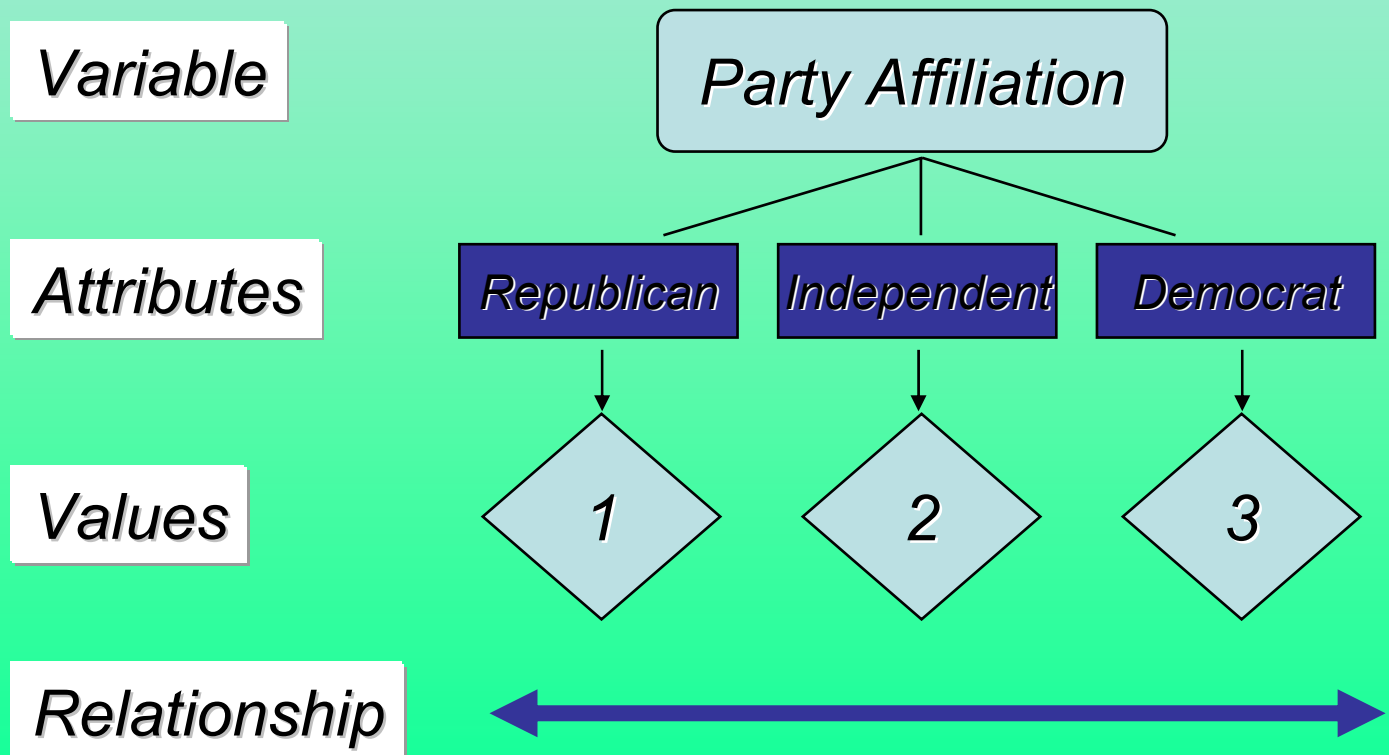 Variable
Party Affiliation
Attributes
Republican
Independent
Democrat
Values
1
2
3
Relationship